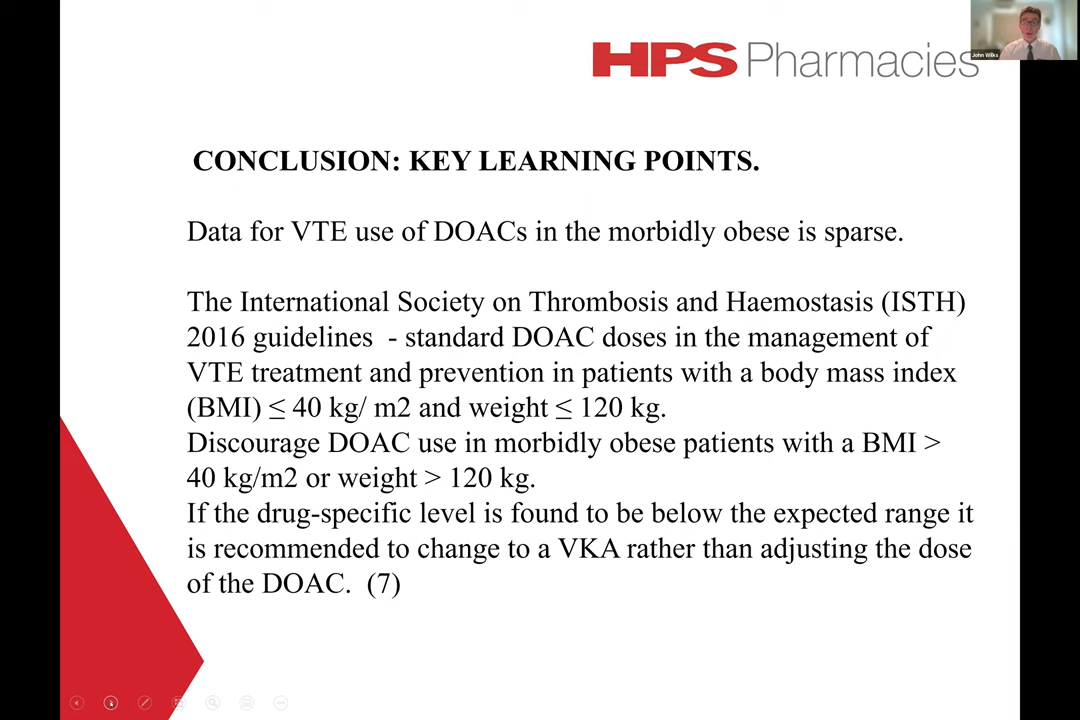 John Wilks
HPS Pharmacies
CONCLUSION: KEY LEARNING POINTS.
Data for VTE use of DOACs in the morbidly obese is sparse.
The International Society on Thrombosis and Haemostasis (ISTH)
2016 guidelines - standard DOAC doses in the management of
VTE treatment and prevention in patients with a body mass index
(BMI) ≤ 40 kg/ m2 and weight ≤ 120 kg.
Discourage DOAC use in morbidly obese patients with a BMI >
40 kg/m2 or weight > 120 kg.
If the drug-specific level is found to be below the expected range it
is recommended to change to a VKA rather than adjusting the dose
of the DOAC. (7)